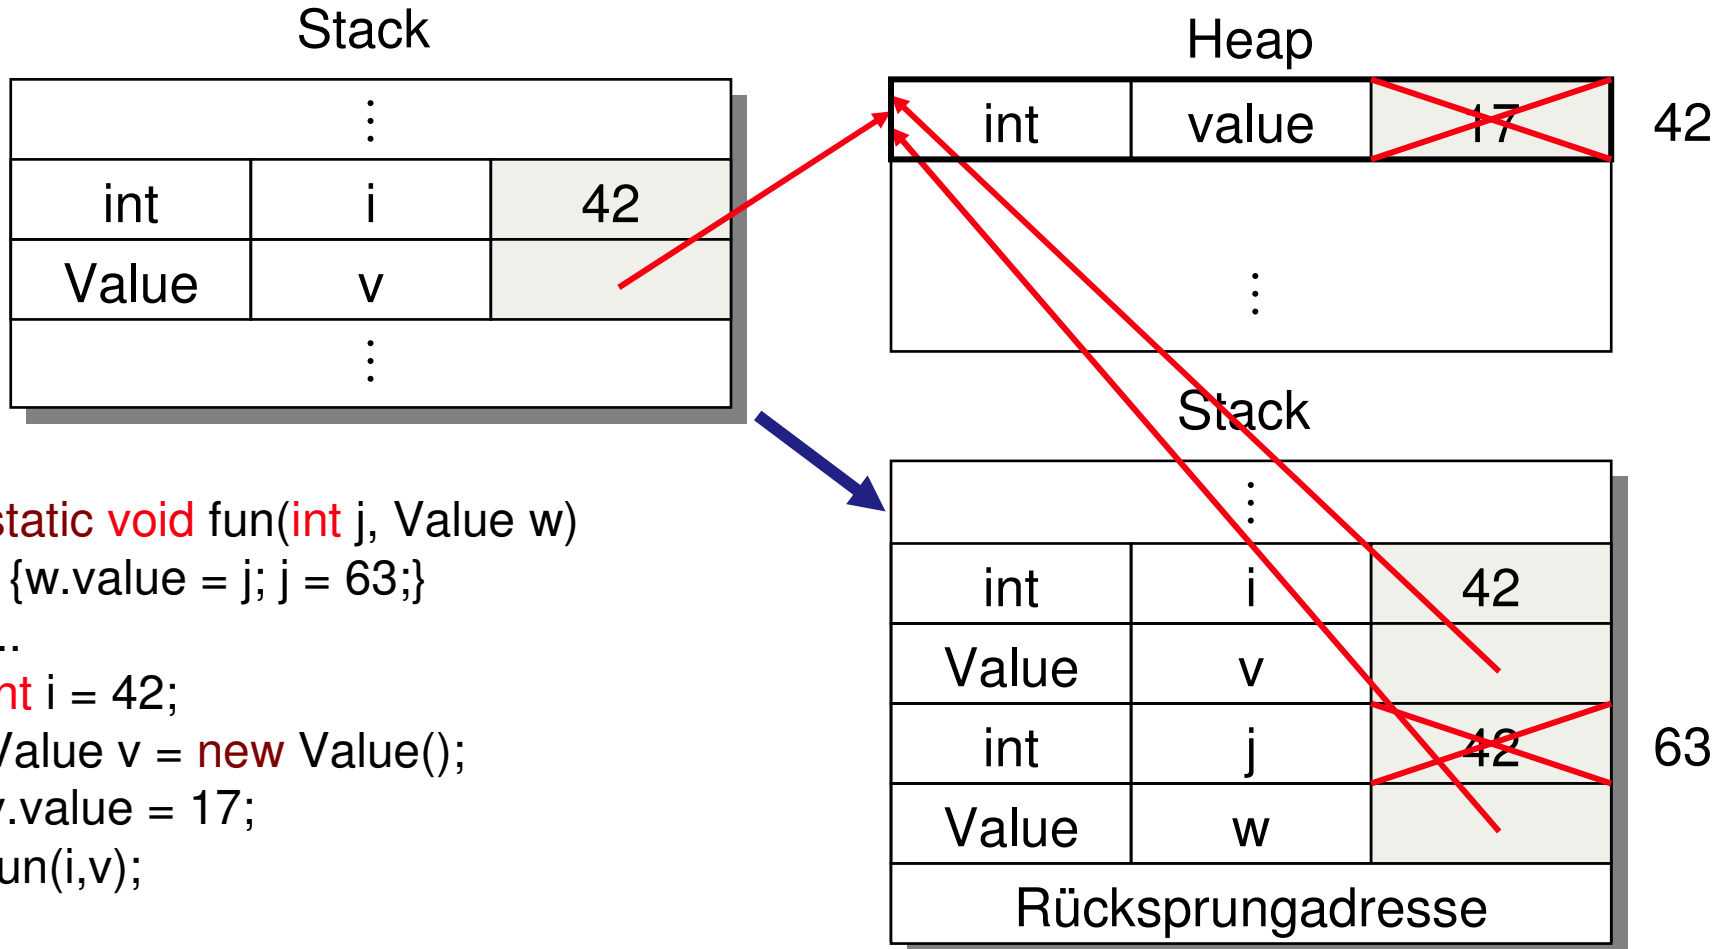 Stack
int i 42
Value v
Heap
int value 17 42
Stack
int i 42
Value v
int j 42 63
Value w
Rücksprungadresse
static void fun(int j, Value w)
{w.value = j; j = 63;}
..
nt i = 42;
Value v = new Value();
v.value = 17;
un(i,v);